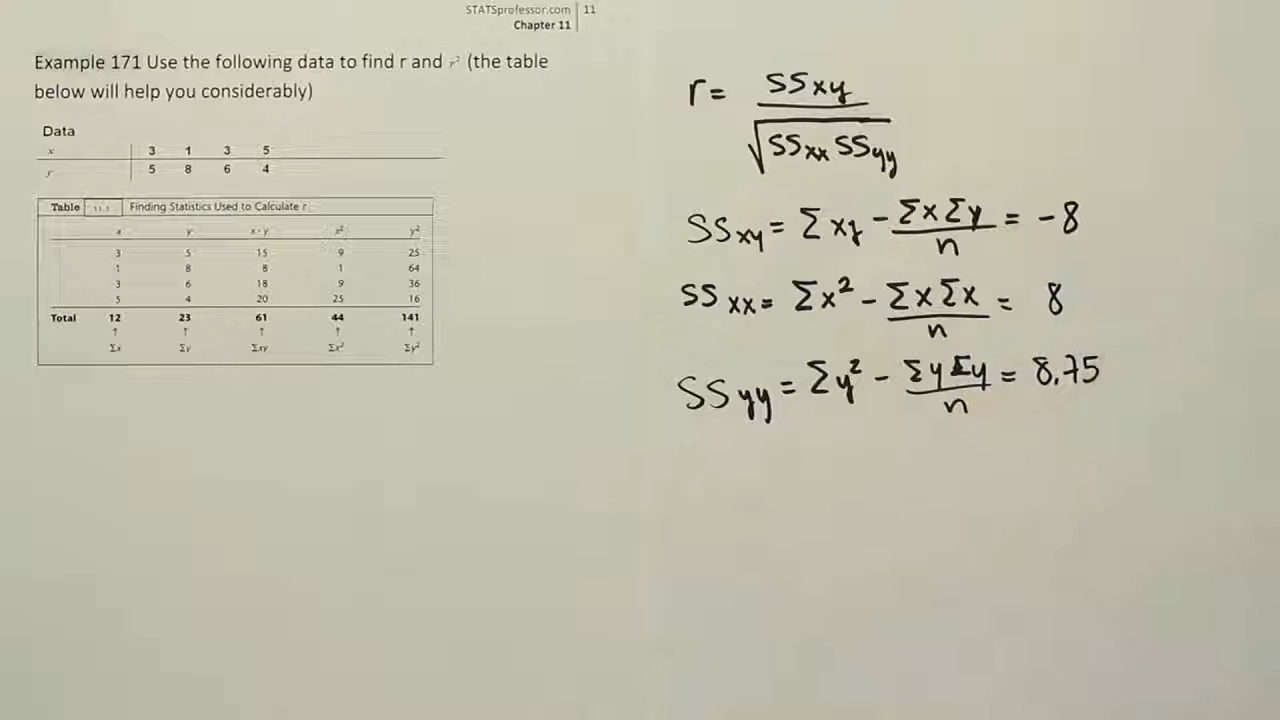 STATSprofessor.com 11
Chapter 11
Example 171 Use the following data to find r and r² (the table
below will help you considerably)
Data
x 3 1 3 5
y 5 8 6 4
Table 11.1 Finding Statistics Used to Calculate r
x y x·y x² y²
3 5 15 9 25
1 8 8 1 64
3 6 18 9 36
5 4 20 25 16
Total 12 23 61 44 141
↑ ↑ ↑ ↑ ↑
Σx Σy Σxy Σx² Σy²
r = SSxy / √SSxx SSyy
SSxy = Σxy - ΣxΣy / n = -8
SSxx = Σx² - ΣxΣx / n = 8
SSyy = Σy² - ΣyΣy / n = 8.75